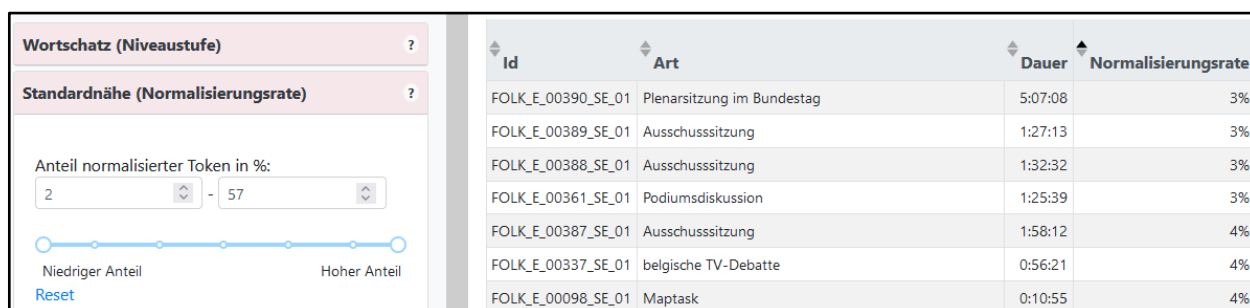 Wortschatz (Niveaustufe) ?
Standardnähe (Normalisierungsrate) ?
Anteil normalisierter Token in %:
2 - 57
Niedriger Anteil Hoher Anteil
Reset
Id Art Dauer Normalisierungsrate
FOLK_E_00390_SE_01 Plenarsitzung im Bundestag 5:07:08 3%
FOLK_E_00389_SE_01 Ausschusssitzung 1:27:13 3%
FOLK_E_00388_SE_01 Ausschusssitzung 1:32:32 3%
FOLK_E_00361_SE_01 Podiumsdiskussion 1:25:39 3%
FOLK_E_00387_SE_01 Ausschusssitzung 1:58:12 4%
FOLK_E_00337_SE_01 belgische TV-Debatte 0:56:21 4%
FOLK_E_00098_SE_01 Maptask 0:10:55 4%